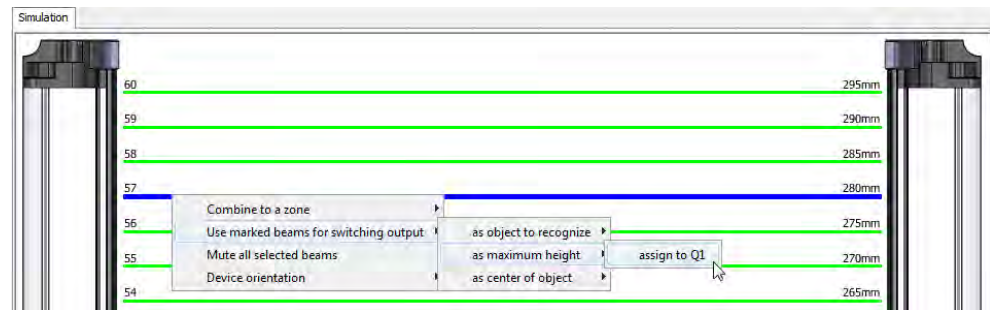 Simulation
60 295mm
59 290mm
58 285mm
57 280mm
Combine to a zone
56 275mm
Use marked beams for switching output as object to recognize
55 270mm
Mute all selected beams as maximum height assign to Q1
Device orientation as center of object
54 265mm